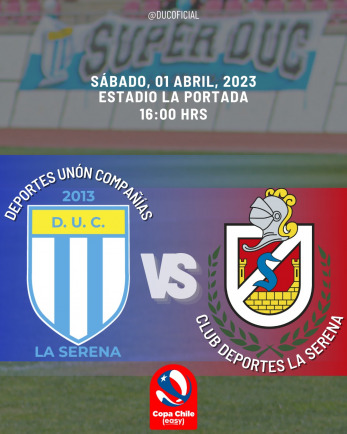 @DUCOFICIAL
SUPER DUC
SÁBADO, 01 ABRIL, 2023
ESTADIO LA PORTADA
16:00 HRS
DEPORTES UNÓN COMPAÑÍAS
2013
D. U. C.
LA SERENA
VS
CLUB DEPORTES LA SERENA
Copa Chile
(easy)